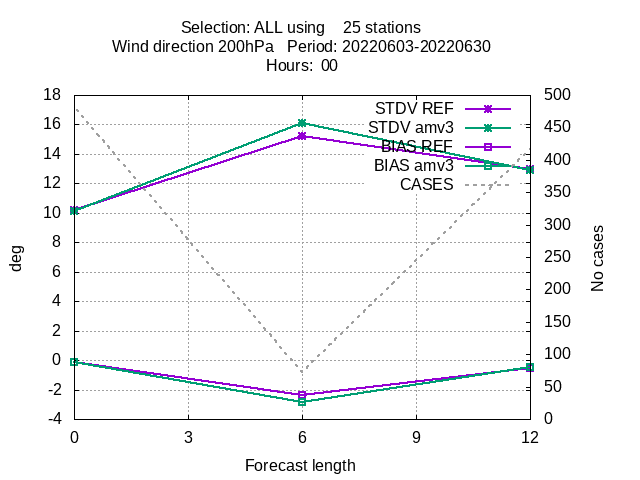 Selection: ALL using    25 stations
Wind direction 200hPa   Period: 20220603-20220630
Hours:  00
18
16
14
12
10
8
6
4
2
0
-2
-4
deg
STDV REF
STDV amv3
BIAS REF
BIAS amv3
CASES
500
450
400
350
300
250
200
150
100
50
0
No cases
0 3 6 9 12
Forecast length